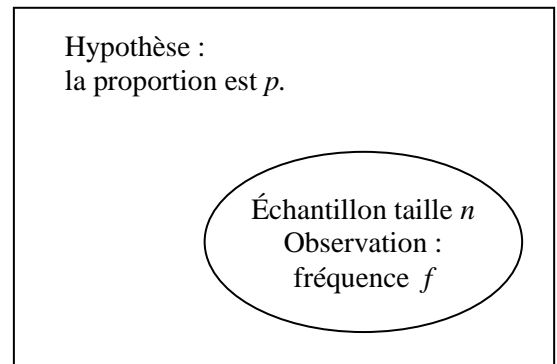 Hypothèse :
la proportion est p.
Échantillon taille n
Observation :
fréquence f